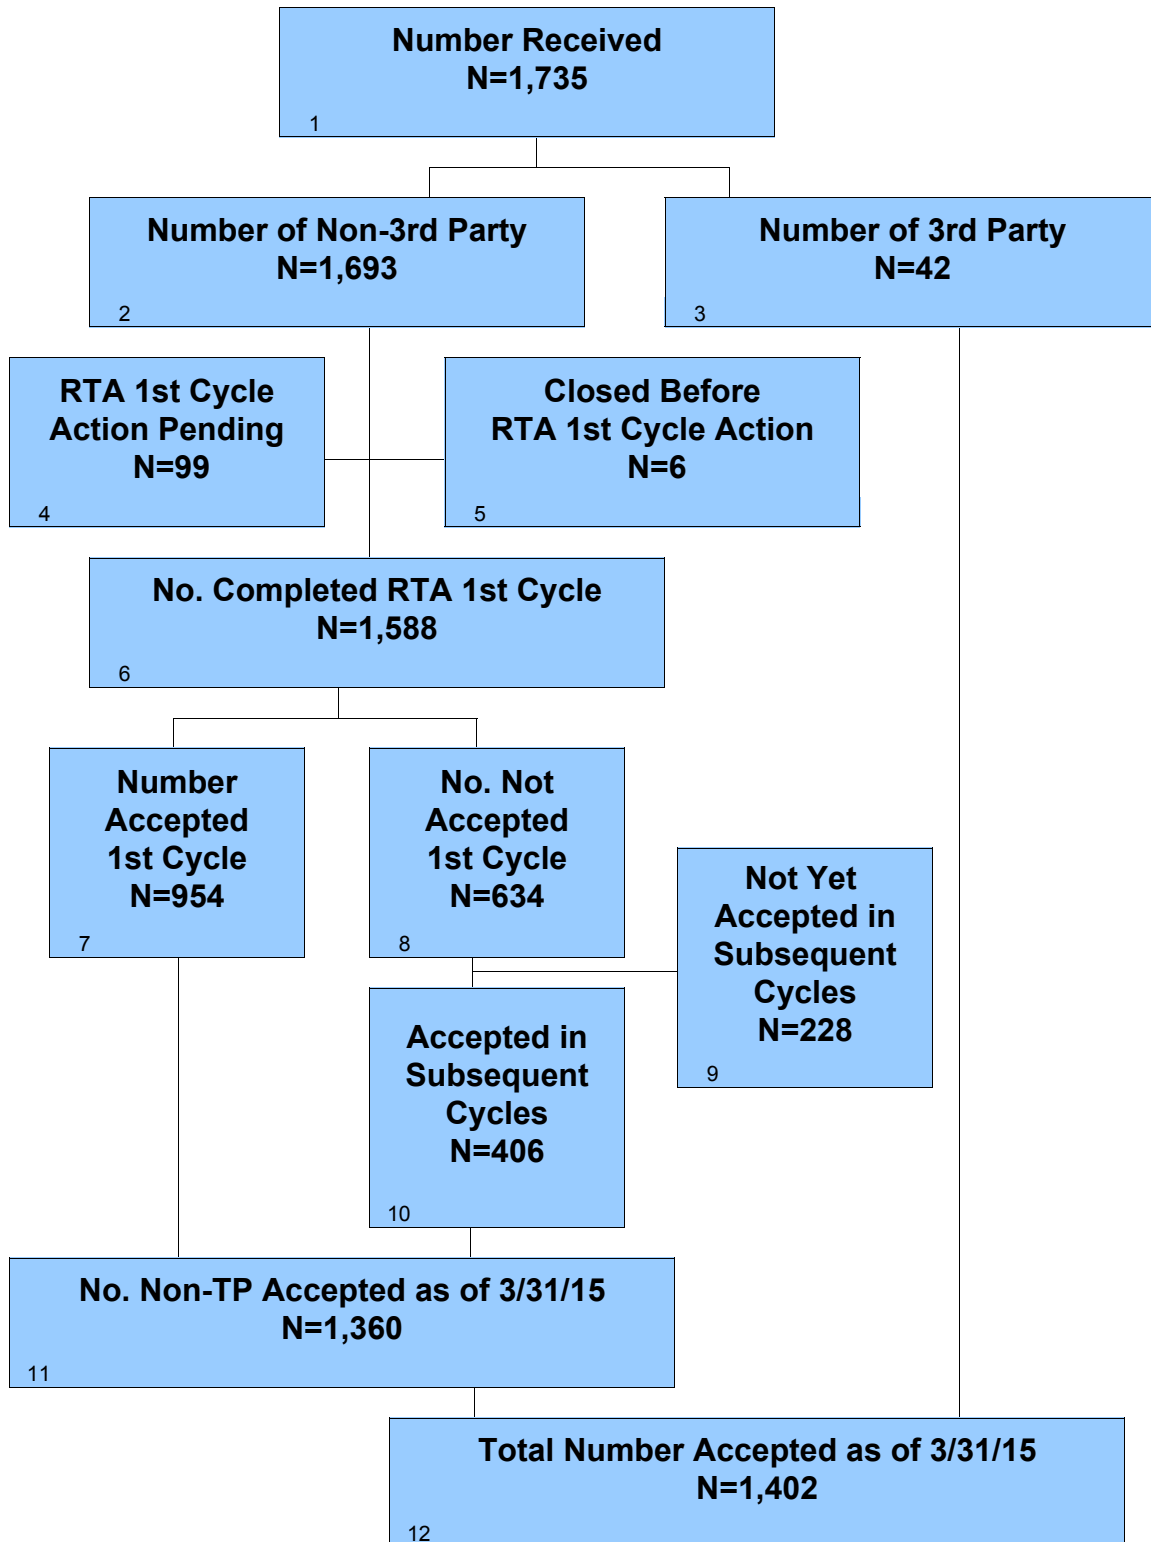 Number Received
N=1,735
1
Number of Non-3rd Party
N=1,693
2
Number of 3rd Party
N=42
3
RTA 1st Cycle
Action Pending
N=99
4
Closed Before
RTA 1st Cycle Action
N=6
5
No. Completed RTA 1st Cycle
N=1,588
6
Number
Accepted
1st Cycle
N=954
7
No. Not
Accepted
1st Cycle
N=634
8
Not Yet
Accepted in
Subsequent
Cycles
N=228
9
Accepted in
Subsequent
Cycles
N=406
10
No. Non-TP Accepted as of 3/31/15
N=1,360
11
Total Number Accepted as of 3/31/15
N=1,402
12